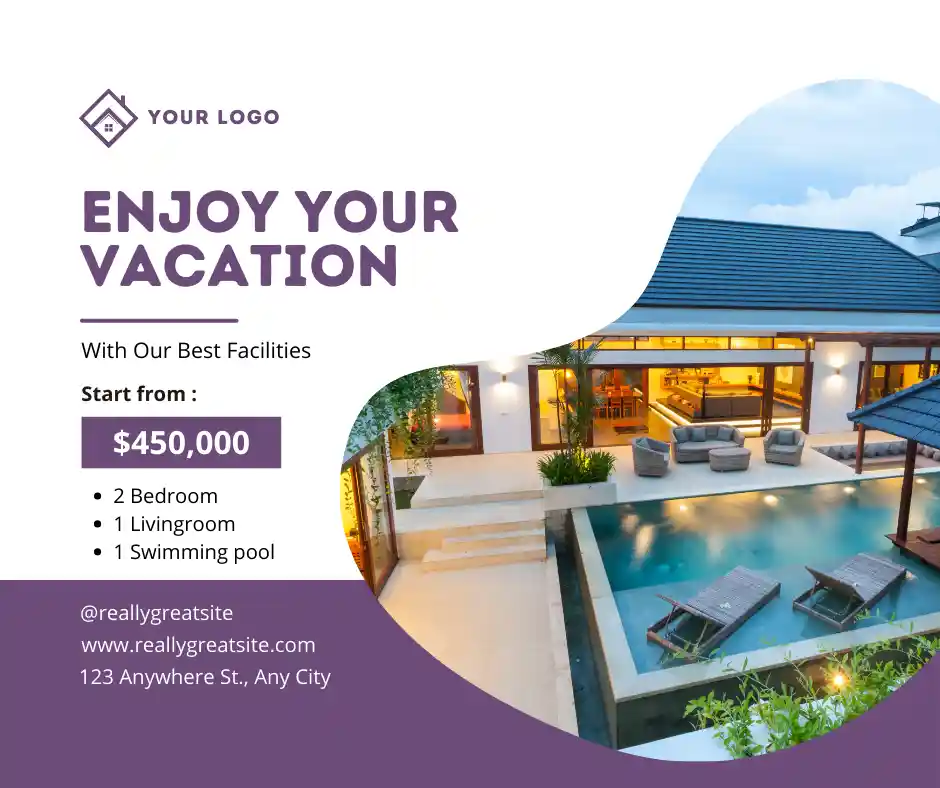 YOUR LOGO
ENJOY YOUR
VACATION
With Our Best Facilities
Start from :
$450,000
• 2 Bedroom
• 1 Livingroom
• 1 Swimming pool
@reallygreatsite
www.reallygreatsite.com
123 Anywhere St., Any City